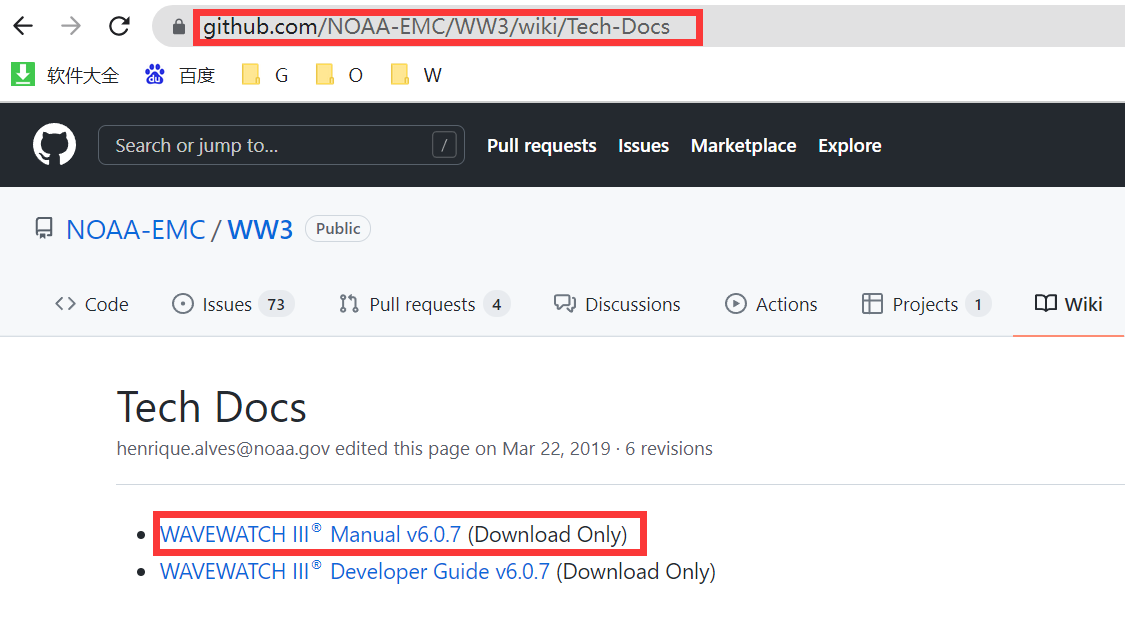 github.com/NOAA-EMC/WW3/wiki/Tech-Docs
软件大全 百度 G O W
Search or jump to... / Pull requests Issues Marketplace Explore
NOAA-EMC / WW3 Public
Code Issues 73 Pull requests 4 Discussions Actions Projects 1 Wiki
Tech Docs
henrique.alves@noaa.gov edited this page on Mar 22, 2019 · 6 revisions
• WAVEWATCH III® Manual v6.0.7 (Download Only)
• WAVEWATCH III® Developer Guide v6.0.7 (Download Only)